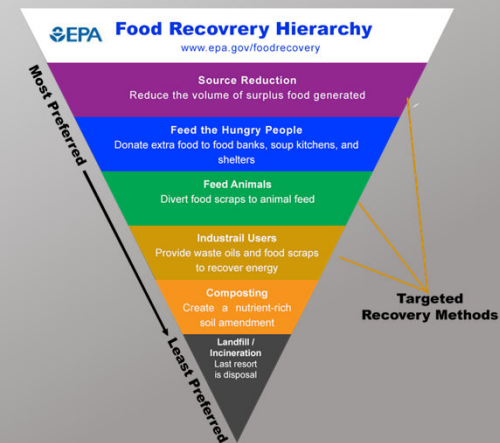 EPA
Food Recovrery Hierarchy
www.epa.gov/foodrecovery
Most Preferred
Source Reduction
Reduce the volume of surplus food generated
Feed the Hungry People
Donate extra food to food banks, soup kitchens, and
shelters
Feed Animals
Divert food scraps to animal feed
Industrail Users
Provide waste oils and food scraps
to recover energy
Composting
Create a nutrient-rich
soil amendment
Landfill /
Incineration
Last resort
is disposal
Least Preferred
Targeted
Recovery Methods